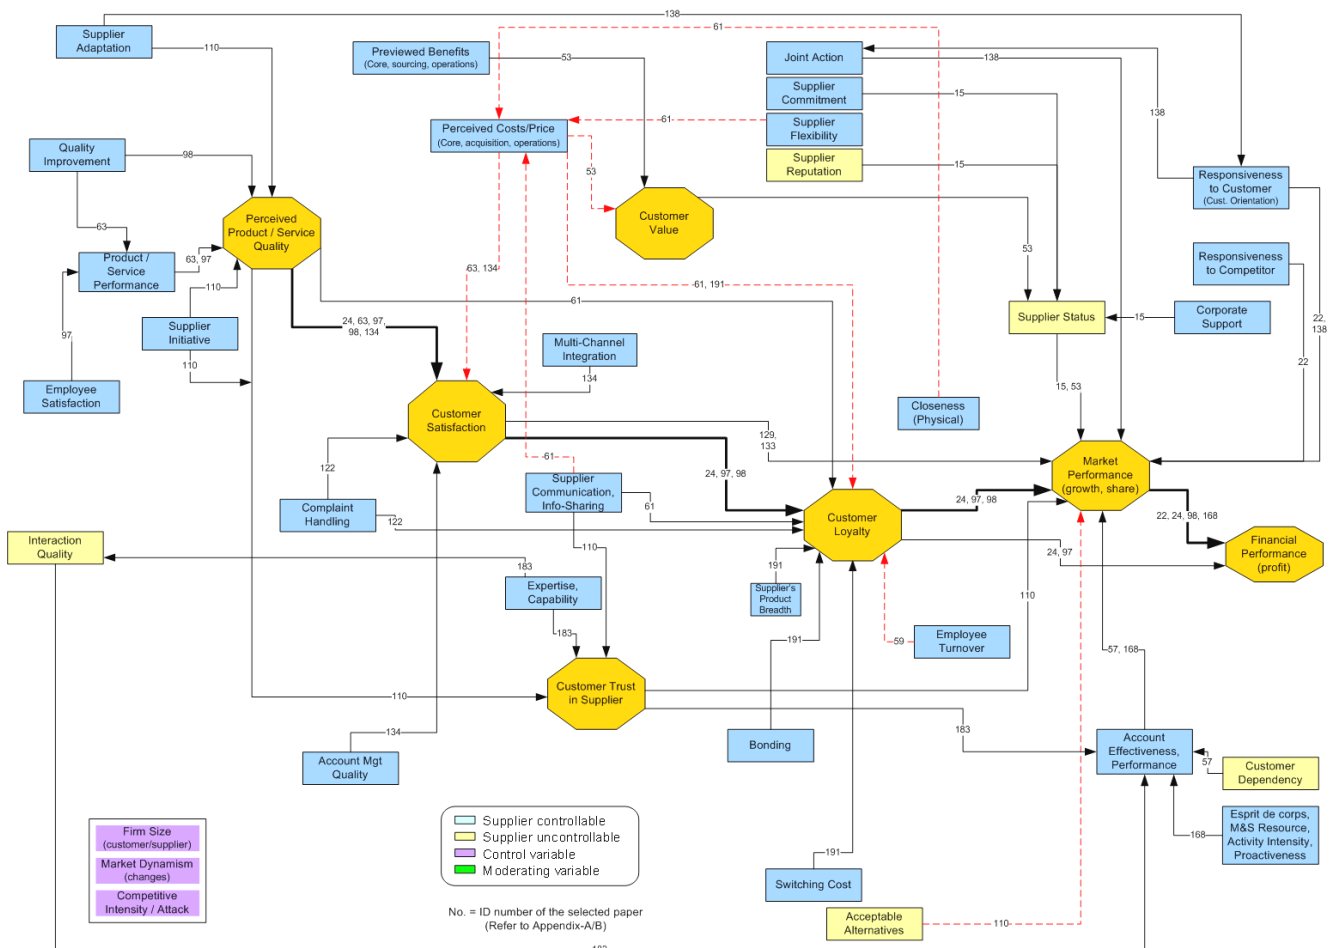 138
Supplier
Adaptation
110
61
Previewed Benefits
(Core, sourcing, operations)
53
Joint Action
138
Supplier
Commitment
15
138
Perceived Costs/Price
(Core, acquisition, operations)
61
Supplier
Flexibility
Quality
Improvement
98
53
Supplier
Reputation
15
Responsiveness
to Customer
(Cust. Orientation)
Perceived
Product / Service
Quality
Customer
Value
63
Product /
Service
Performance
63, 97
53
Responsiveness
to Competitor
63, 134
110
61
61, 191
Supplier
Initiative
24, 63, 97,
98, 134
Supplier Status
15
Corporate
Support
22,
138
97
110
Multi-Channel
Integration
134
22
15, 53
Employee
Satisfaction
Customer
Satisfaction
Closeness
(Physical)
129,
133
122
61
24, 97, 98
Market
Performance
(growth, share)
Supplier
Communication,
Info-Sharing
Complaint
Handling
122
61
24, 97, 98
Customer
Loyalty
22, 24, 98, 168
Interaction
Quality
110
24, 97
Financial
Performance
(profit)
183
191
Expertise,
Capability
Supplier's
Product
Breadth
110
183
191
59
Employee
Turnover
57, 168
110
Customer Trust
in Supplier
183
134
Bonding
Account
Effectiveness,
Performance
57
Customer
Dependency
Account Mgt
Quality
Firm Size
(customer/supplier)
Market Dynamism
(changes)
Competitive
Intensity / Attack
Supplier controllable
Supplier uncontrollable
Control variable
Moderating variable
168
Esprit de corps,
M&S Resource,
Activity Intensity,
Proactiveness
191
Switching Cost
No. = ID number of the selected paper
(Refer to Appendix-A/B)
Acceptable
Alternatives
110